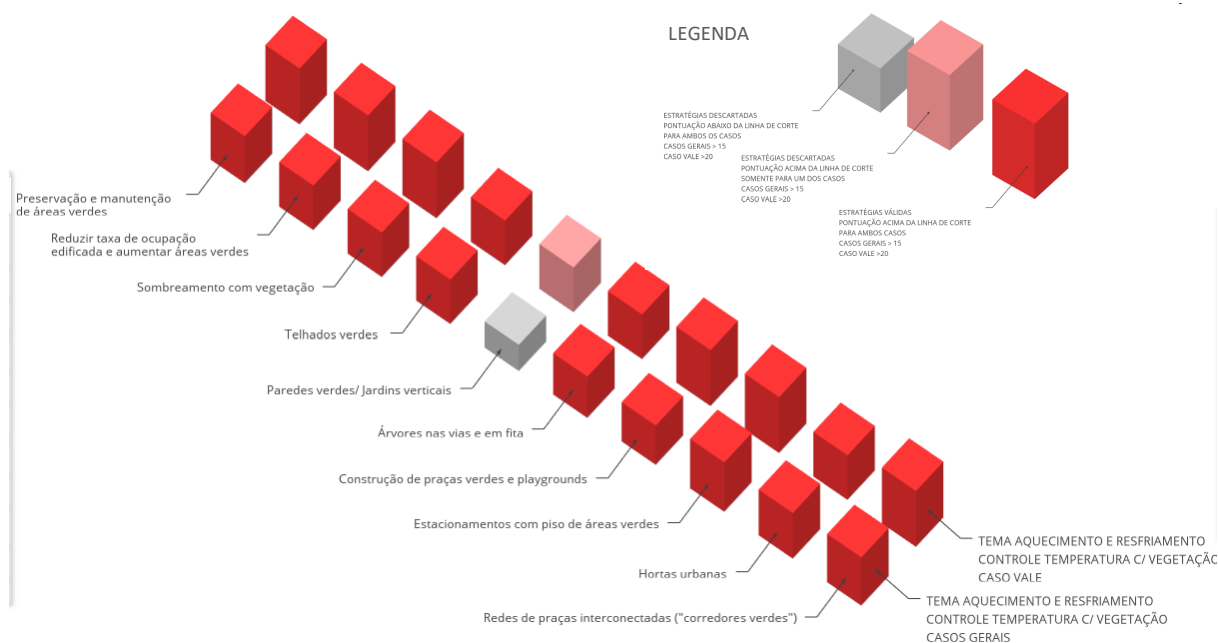 LEGENDA
ESTRATÉGIAS DESCARTADAS
PONTUAÇÃO ABAIXO DA LINHA DE CORTE
PARA AMBOS OS CASOS
CASOS GERAIS > 15
CASO VALE >20
ESTRATÉGIAS DESCARTADAS
PONTUAÇÃO ACIMA DA LINHA DE CORTE
SOMENTE PARA UM DOS CASOS
CASOS GERAIS > 15
CASO VALE >20
ESTRATÉGIAS VÁLIDAS
PONTUAÇÃO ACIMA DA LINHA DE CORTE
PARA AMBOS CASOS
CASOS GERAIS > 15
CASO VALE >20
Preservação e manutenção
de áreas verdes
Reduzir taxa de ocupação
edificada e aumentar áreas verdes
Sombreamento com vegetação
Telhados verdes
Paredes verdes/ Jardins verticais
Árvores nas vias e em fita
Construção de praças verdes e playgrounds
Estacionamentos com piso de áreas verdes
Hortas urbanas
Redes de praças interconectadas ("corredores verdes")
TEMA AQUECIMENTO E RESFRIAMENTO
CONTROLE TEMPERATURA C/ VEGETAÇÃO
CASO VALE
TEMA AQUECIMENTO E RESFRIAMENTO
CONTROLE TEMPERATURA C/ VEGETAÇÃO
CASOS GERAIS